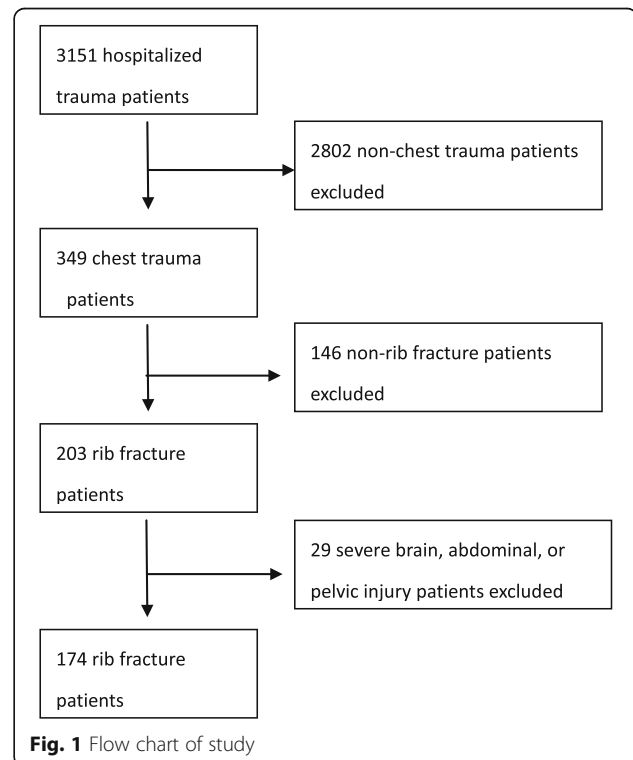 3151 hospitalized
trauma patients
2802 non-chest trauma patients
excluded
349 chest trauma
patients
146 non-rib fracture patients
excluded
203 rib fracture
patients
29 severe brain, abdominal, or
pelvic injury patients excluded
174 rib fracture
patients
Fig. 1 Flow chart of study